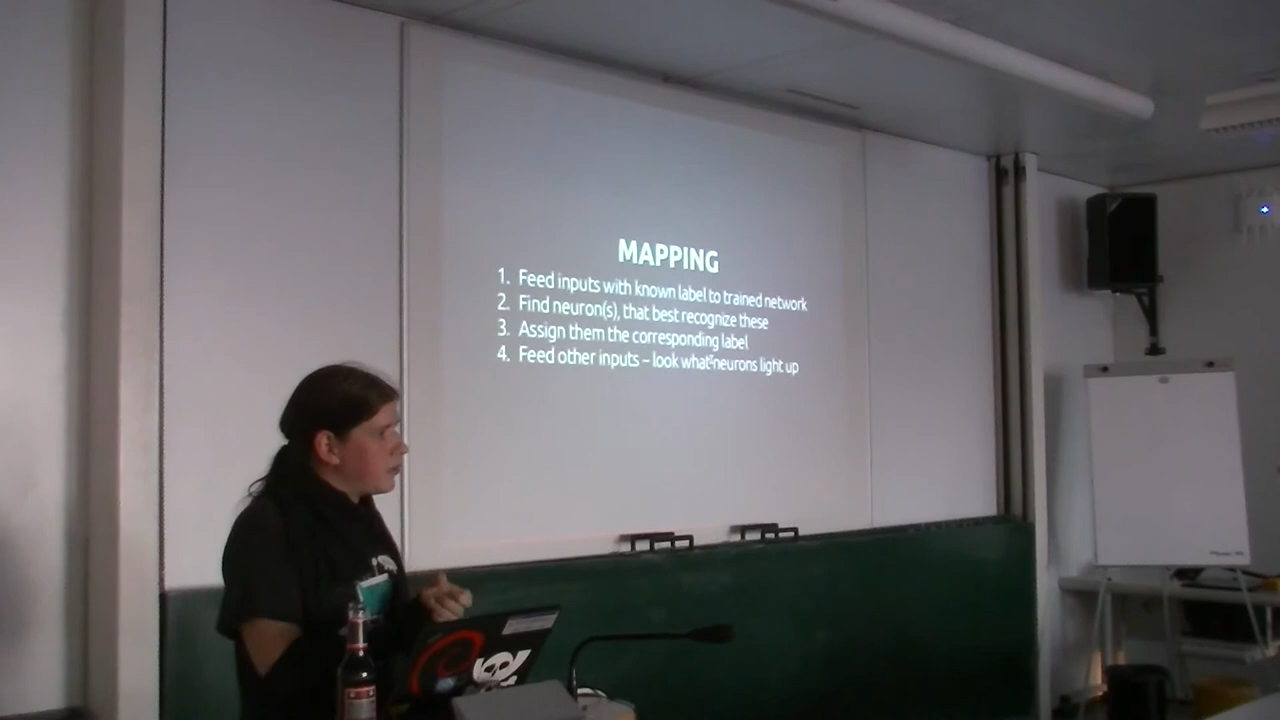 MAPPING
1. Feed inputs with known label to trained network
2. Find neuron(s), that best recognize these
3. Assign them the corresponding label
4. Feed other inputs – look what neurons light up